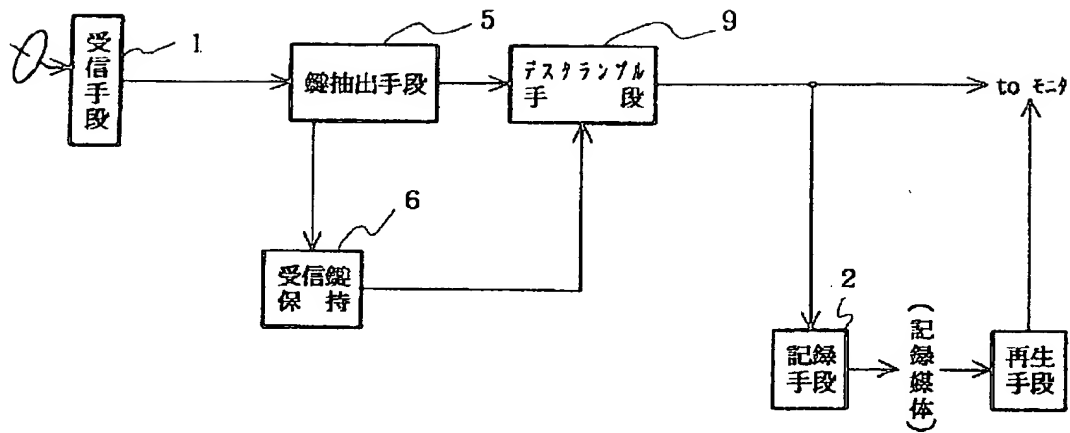 受信手段
1
鍵抽出手段
5
デスクランブル
手 段
9
to モニタ
受信鍵
保 持
6
記録
手段
2
(記録媒体)
再生
手段